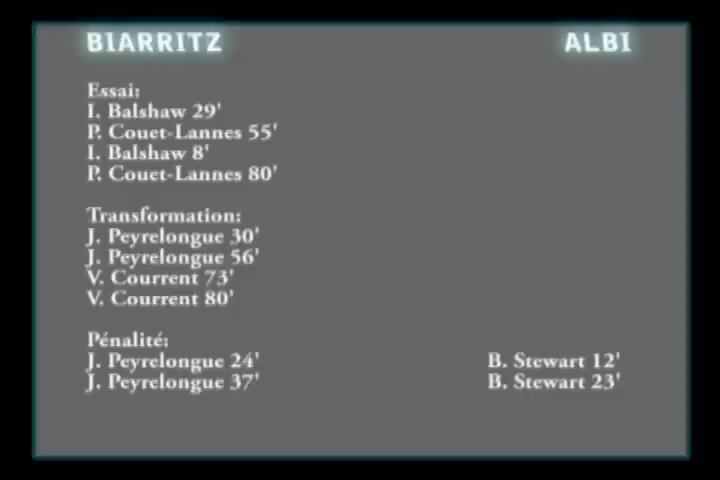 BIARRITZ ALBI
Essai:
I. Balshaw 29'
P. Couet-Lannes 55'
I. Balshaw 8'
P. Couet-Lannes 80'
Transformation:
J. Peyrelongue 30'
J. Peyrelongue 56'
V. Courrent 73'
V. Courrent 80'
Pénalité:
J. Peyrelongue 24' B. Stewart 12'
J. Peyrelongue 37' B. Stewart 23'